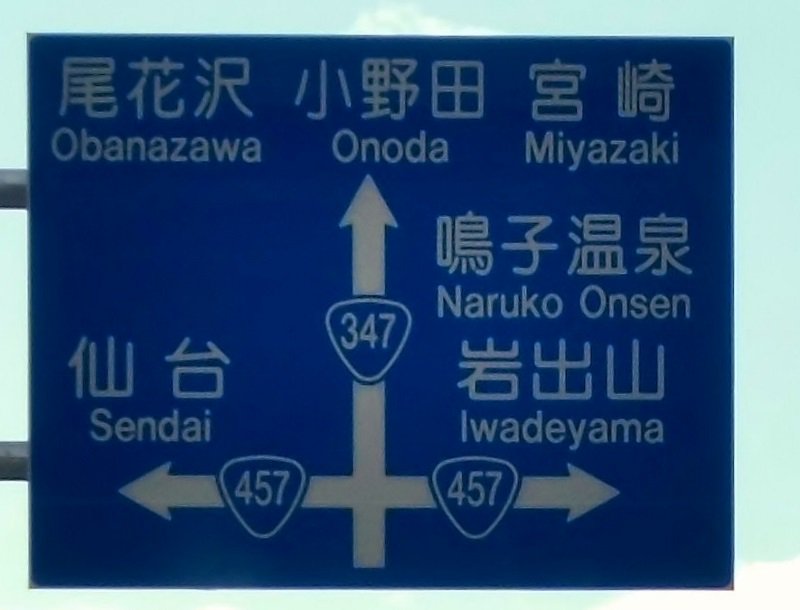 尾花沢 小野田 宮崎
Obanazawa Onoda Miyazaki
鳴子温泉
Naruko Onsen
347
仙台 岩出山
Sendai Iwadeyama
457 457